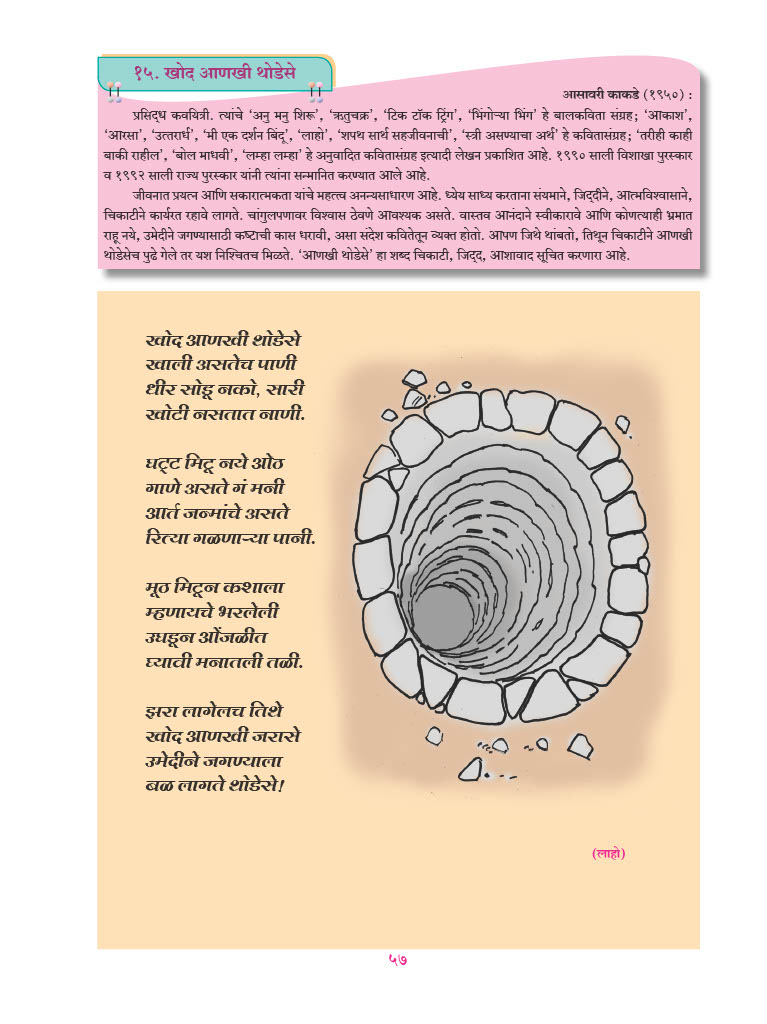 १५. खोद आणखी थोडेसे
आसावरी काकडे (१९५०) :
प्रसिद्ध कवयित्री. त्यांचे ‘अनु मनु शिरू’, ‘ऋतुचक्र’, ‘टिक टॉक ट्रिंग’, ‘भिंगोऱ्या भिंग’ हे बालकविता संग्रह; ‘आकाश’,
‘आरसा’, ‘उत्तरार्ध’, ‘मी एक दर्शन बिंदू’, ‘लाहो’, ‘शपथ सार्थ सहजीवनाची’, ‘स्त्री असण्याचा अर्थ’ हे कवितासंग्रह; ‘तरीही काही
बाकी राहील’, ‘बोल माधवी’, ‘लम्हा लम्हा’ हे अनुवादित कवितासंग्रह इत्यादी लेखन प्रकाशित आहे. १९९० साली विशाखा पुरस्कार
व १९९२ साली राज्य पुरस्कार यांनी त्यांना सन्मानित करण्यात आले आहे.
जीवनात प्रयत्न आणि सकारात्मकता यांचे महत्त्व अनन्यसाधारण आहे. ध्येय साध्य करताना संयमाने, जिद्दीने, आत्मविश्वासाने,
चिकाटीने कार्यरत रहावे लागते. चांगुलपणावर विश्वास ठेवणे आवश्यक असते. वास्तव आनंदाने स्वीकारावे आणि कोणत्याही भ्रमात
राहू नये, उमेदीने जगण्यासाठी कष्टाची कास धरावी, असा संदेश कवितेतून व्यक्त होतो. आपण जिथे थांबतो, तिथून चिकाटीने आणखी
थोडेसेच पुढे गेले तर यश निश्चितच मिळते. ‘आणखी थोडेसे’ हा शब्द चिकाटी, जिद्द, आशावाद सूचित करणारा आहे.
खोद आणखी थोडेसे
खाली असतेच पाणी
धीर सोडू नको, सारी
खोटी नसतात नाणी.
घट्ट मिटू नये ओठ
गाणे असते गं मनी
आर्त जन्मांचे असते
रित्या गळणाऱ्या पानी.
मूठ मिटून कशाला
म्हणायचे भरलेली
उघडून ओंजळीत
घ्यावी मनातली तळी.
झरा लागेलच तिथे
खोद आणखी जरासे
उमेदीने जगण्याला
बळ लागते थोडेसे!
(लाहो)
५७